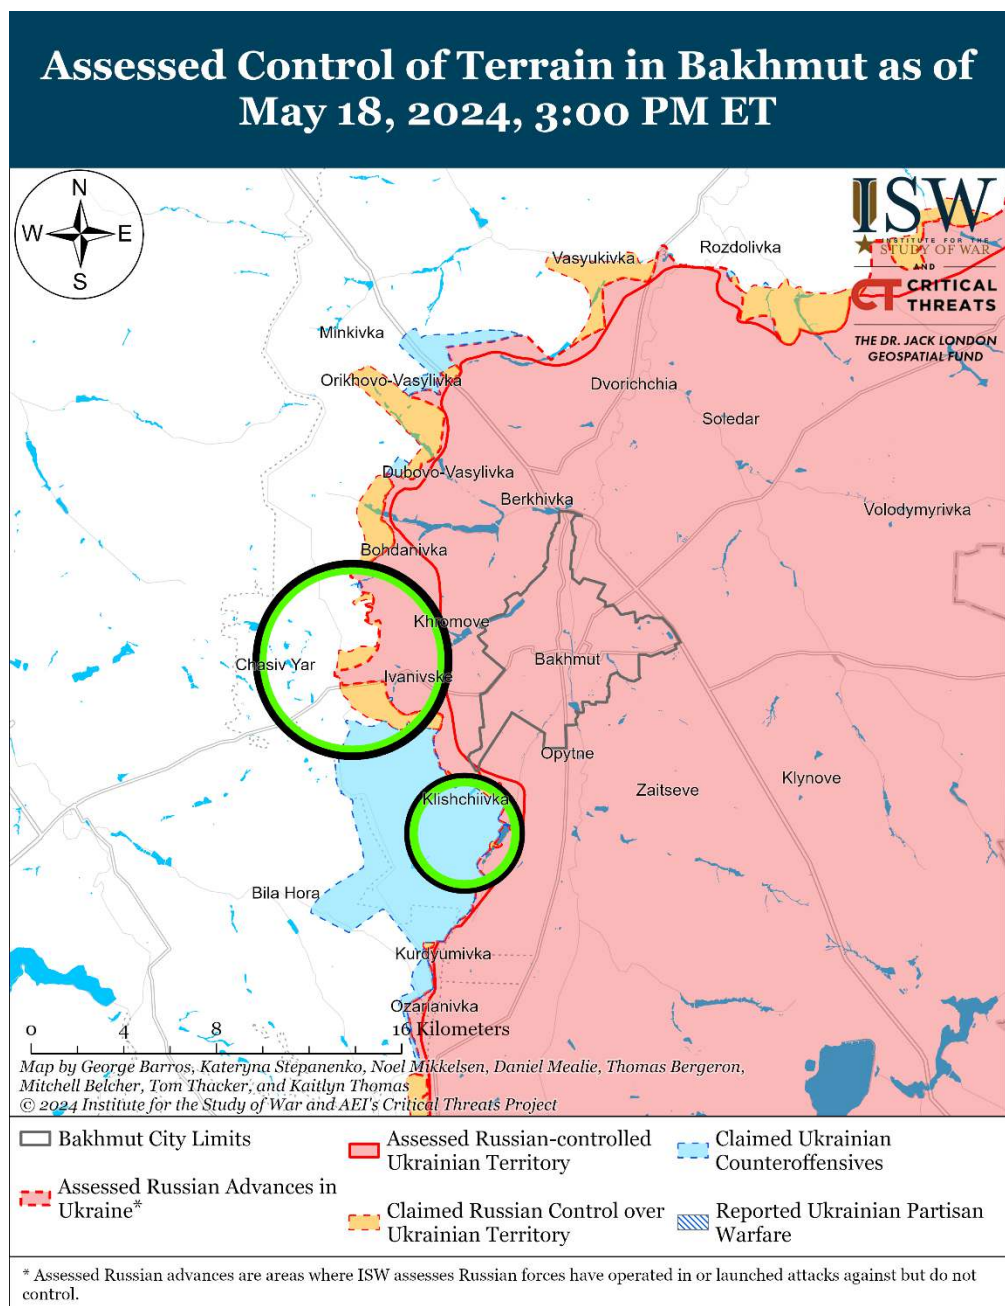 Assessed Control of Terrain in Bakhmut as of
May 18, 2024, 3:00 PM ET
N
W
E
S
ISW
INSTITUTE FOR THE
STUDY OF WAR
AND
CT CRITICAL
THREATS
THE DR. JACK LONDON
GEOSPATIAL FUND
Rozdolivka
Vasyukivka
Minkivka
Orikhovo-Vasylivka
Dvorichchia
Soledar
Dubovo-Vasylivka
Berkhivka
Volodymyrivka
Bohdanivka
Khromove
Chasiv Yar
Bakhmut
Ivanivske
Opytne
Klynove
Zaitseve
Klishchiivka
Bila Hora
Kurdyumivka
Ozarianivka
0 4 8 16 Kilometers
Map by George Barros, Kateryna Stepanenko, Noel Mikkelsen, Daniel Mealie, Thomas Bergeron,
Mitchell Belcher, Tom Thacker, and Kaitlyn Thomas
© 2024 Institute for the Study of War and AEI's Critical Threats Project
Bakhmut City Limits
Assessed Russian Advances in
Ukraine*
Assessed Russian-controlled
Ukrainian Territory
Claimed Russian Control over
Ukrainian Territory
Claimed Ukrainian
Counteroffensives
Reported Ukrainian Partisan
Warfare
* Assessed Russian advances are areas where ISW assesses Russian forces have operated in or launched attacks against but do not
control.